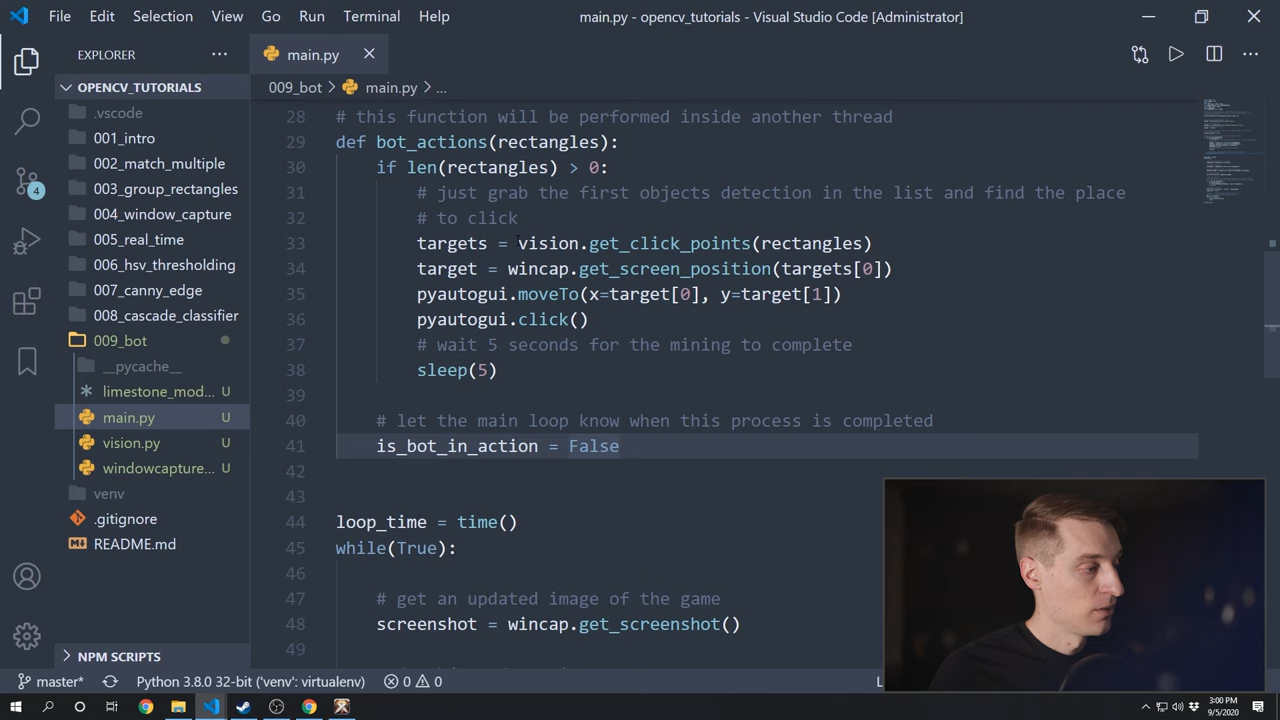 File Edit Selection View Go Run Terminal Help
main.py - opencv_tutorials - Visual Studio Code [Administrator]
EXPLORER
main.py
OPENCV_TUTORIALS
009_bot > main.py > ...
.vscode
001_intro
002_match_multiple
003_group_rectangles
004_window_capture
005_real_time
006_hsv_thresholding
007_canny_edge
008_cascade_classifier
009_bot
__pycache__
limestone_mod... U
main.py U
vision.py U
windowcapture... U
venv
.gitignore
README.md
NPM SCRIPTS
4
28 # this function will be performed inside another thread
29 def bot_actions(rectangles):
30 if len(rectangles) > 0:
31 # just grab the first objects detection in the list and find the place
32 # to click
33 targets = vision.get_click_points(rectangles)
34 target = wincap.get_screen_position(targets[0])
35 pyautogui.moveTo(x=target[0], y=target[1])
36 pyautogui.click()
37 # wait 5 seconds for the mining to complete
38 sleep(5)
39
40 # let the main loop know when this process is completed
41 is_bot_in_action = False
42
43
44 loop_time = time()
45 while(True):
46
47 # get an updated image of the game
48 screenshot = wincap.get_screenshot()
49
master* Python 3.8.0 32-bit ('venv': virtualenv) 0 0 L
3:00 PM
9/5/2020